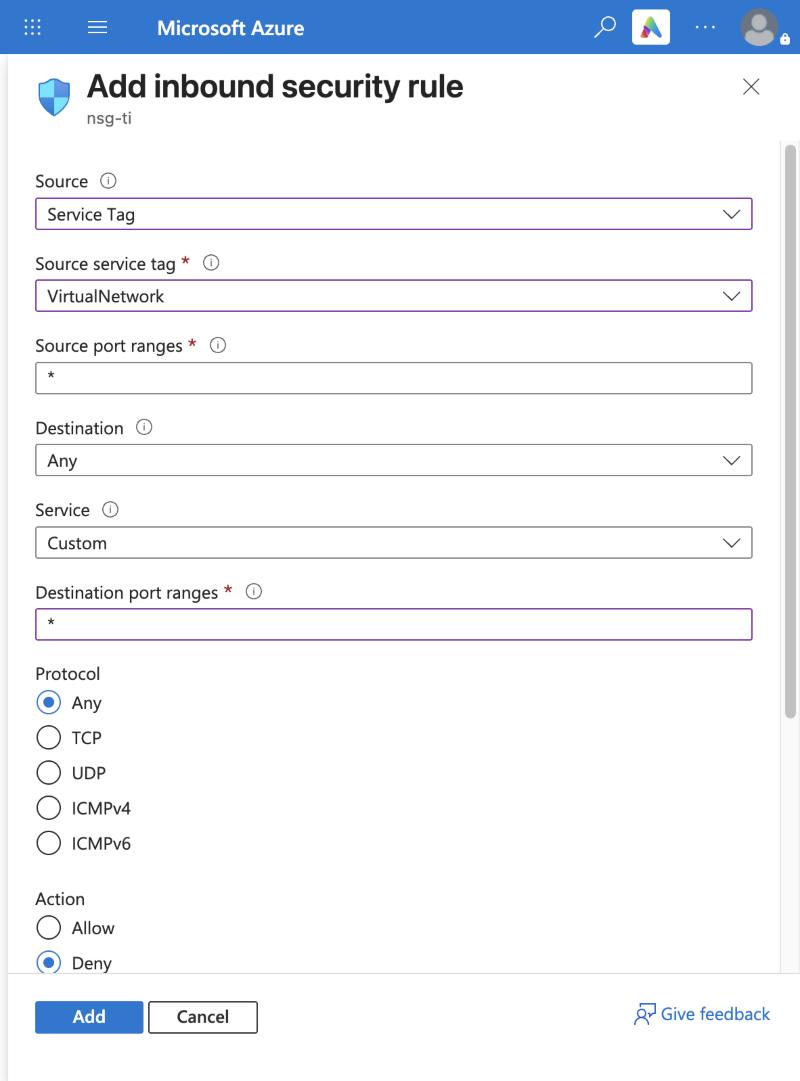 Microsoft Azure
Add inbound security rule
nsg-ti
Source
Service Tag
Source service tag *
VirtualNetwork
Source port ranges *
*
Destination
Any
Service
Custom
Destination port ranges *
*
Protocol
Any
TCP
UDP
ICMPv4
ICMPv6
Action
Allow
Deny
Add Cancel Give feedback